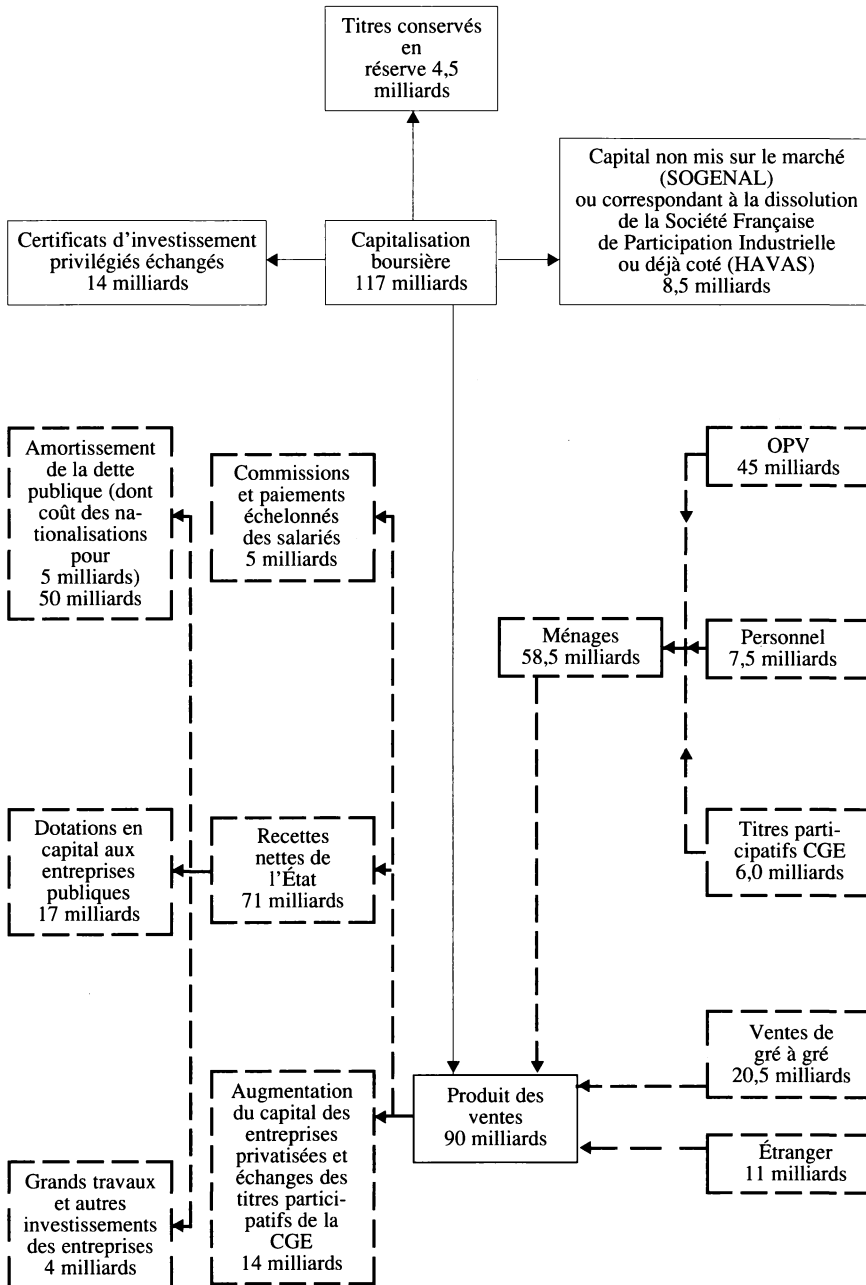 Titres conservés
en
réserve 4,5
milliards
Capital non mis sur le marché
(SOGENAL)
ou correspondant à la dissolution
de la Société Française
de Participation Industrielle
ou déjà coté (HAVAS)
8,5 milliards
Certificats d'investissement
privilégiés échangés
14 milliards
Capitalisation
boursière
117 milliards
Amortissement
de la dette
publique (dont
coût des na-
tionalisations
pour
5 milliards)
50 milliards
Commissions
et paiements
échelonnés
des salariés
5 milliards
OPV
45 milliards
Ménages
58,5 milliards
Personnel
7,5 milliards
Dotations en
capital aux
entreprises
publiques
17 milliards
Recettes
nettes de
l'État
71 milliards
Titres parti-
cipatifs CGE
6,0 milliards
Ventes de
gré à gré
20,5 milliards
Augmentation
du capital des
entreprises
privatisées et
échanges des
titres partici-
patifs de la
CGE
14 milliards
Produit des
ventes
90 milliards
Étranger
11 milliards
Grands travaux
et autres
investissements
des entreprises
4 milliards